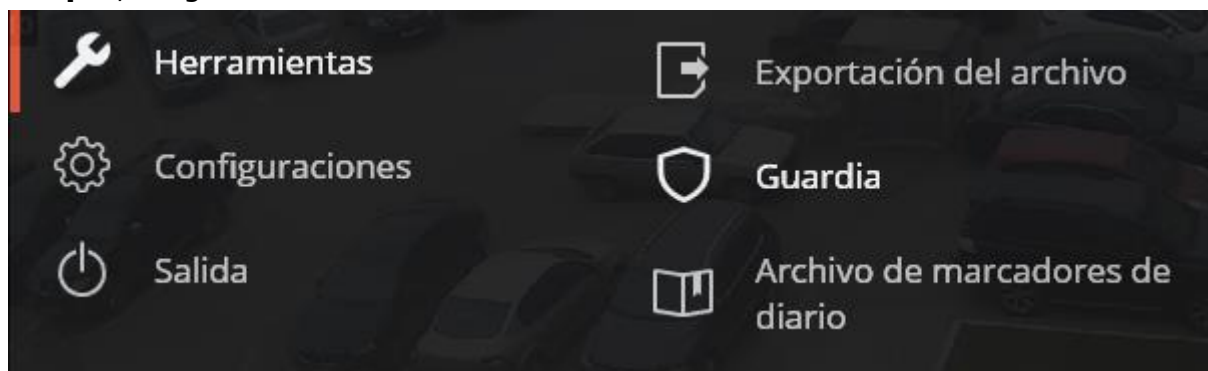 Herramientas
Configuraciones
Salida
Exportación del archivo
Guardia
Archivo de marcadores de
diario